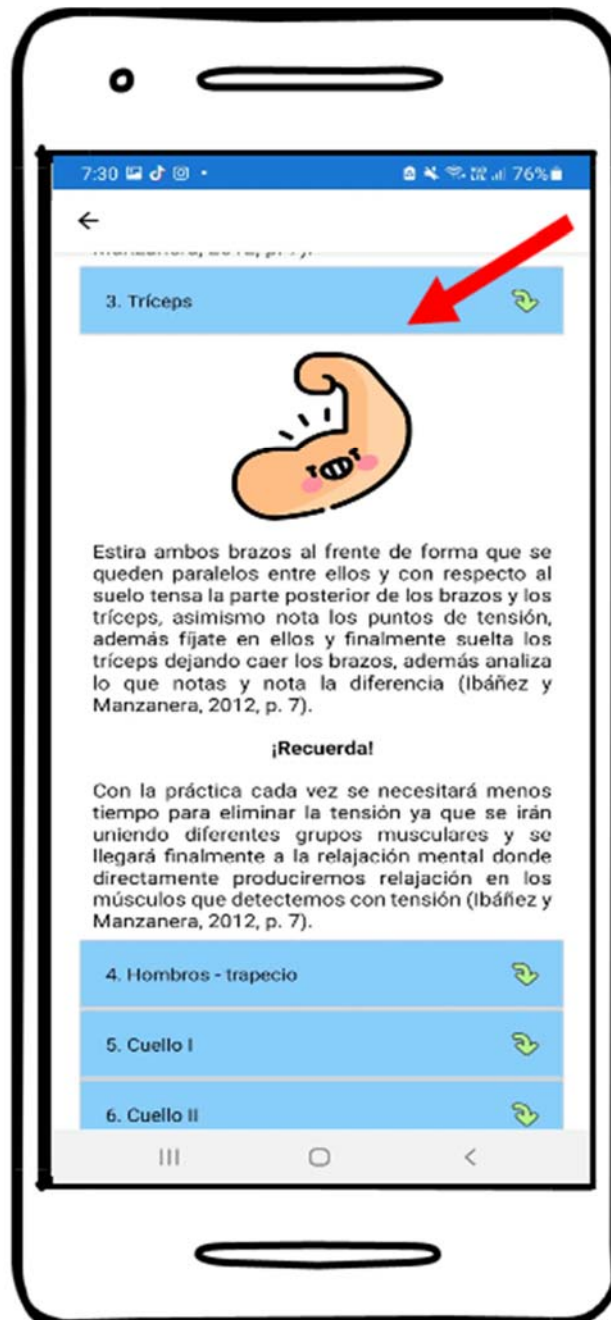 7:30
76%
Manzanera, 2012, p. 7).
3. Tríceps
Estira ambos brazos al frente de forma que se
queden paralelos entre ellos y con respecto al
suelo tensa la parte posterior de los brazos y los
tríceps, asimismo nota los puntos de tensión,
además fíjate en ellos y finalmente suelta los
tríceps dejando caer los brazos, además analiza
lo que notas y nota la diferencia (Ibáñez y
Manzanera, 2012, p. 7).
¡Recuerda!
Con la práctica cada vez se necesitará menos
tiempo para eliminar la tensión ya que se irán
uniendo diferentes grupos musculares y se
llegará finalmente a la relajación mental donde
directamente produciremos relajación en los
músculos que detectemos con tensión (Ibáñez y
Manzanera, 2012, p. 7).
4. Hombros - trapecio
5. Cuello I
6. Cuello II